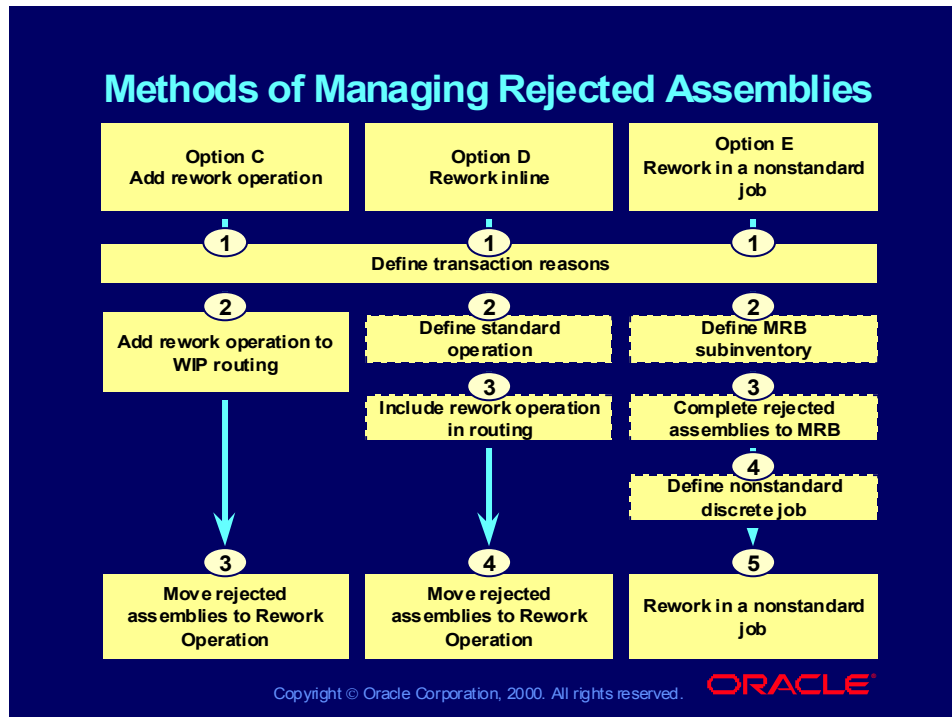 Methods of Managing Rejected Assemblies
Option C
Add rework operation
Option D
Rework inline
Option E
Rework in a nonstandard
job
1
1
1
Define transaction reasons
2
Add rework operation to
WIP routing
2
Define standard
operation
2
Define MRB
subinventory
3
Include rework operation
in routing
3
Complete rejected
assemblies to MRB
4
Define nonstandard
discrete job
3
Move rejected
assemblies to Rework
Operation
4
Move rejected
assemblies to Rework
Operation
5
Rework in a nonstandard
job
Copyright © Oracle Corporation, 2000. All rights reserved.
ORACLE®